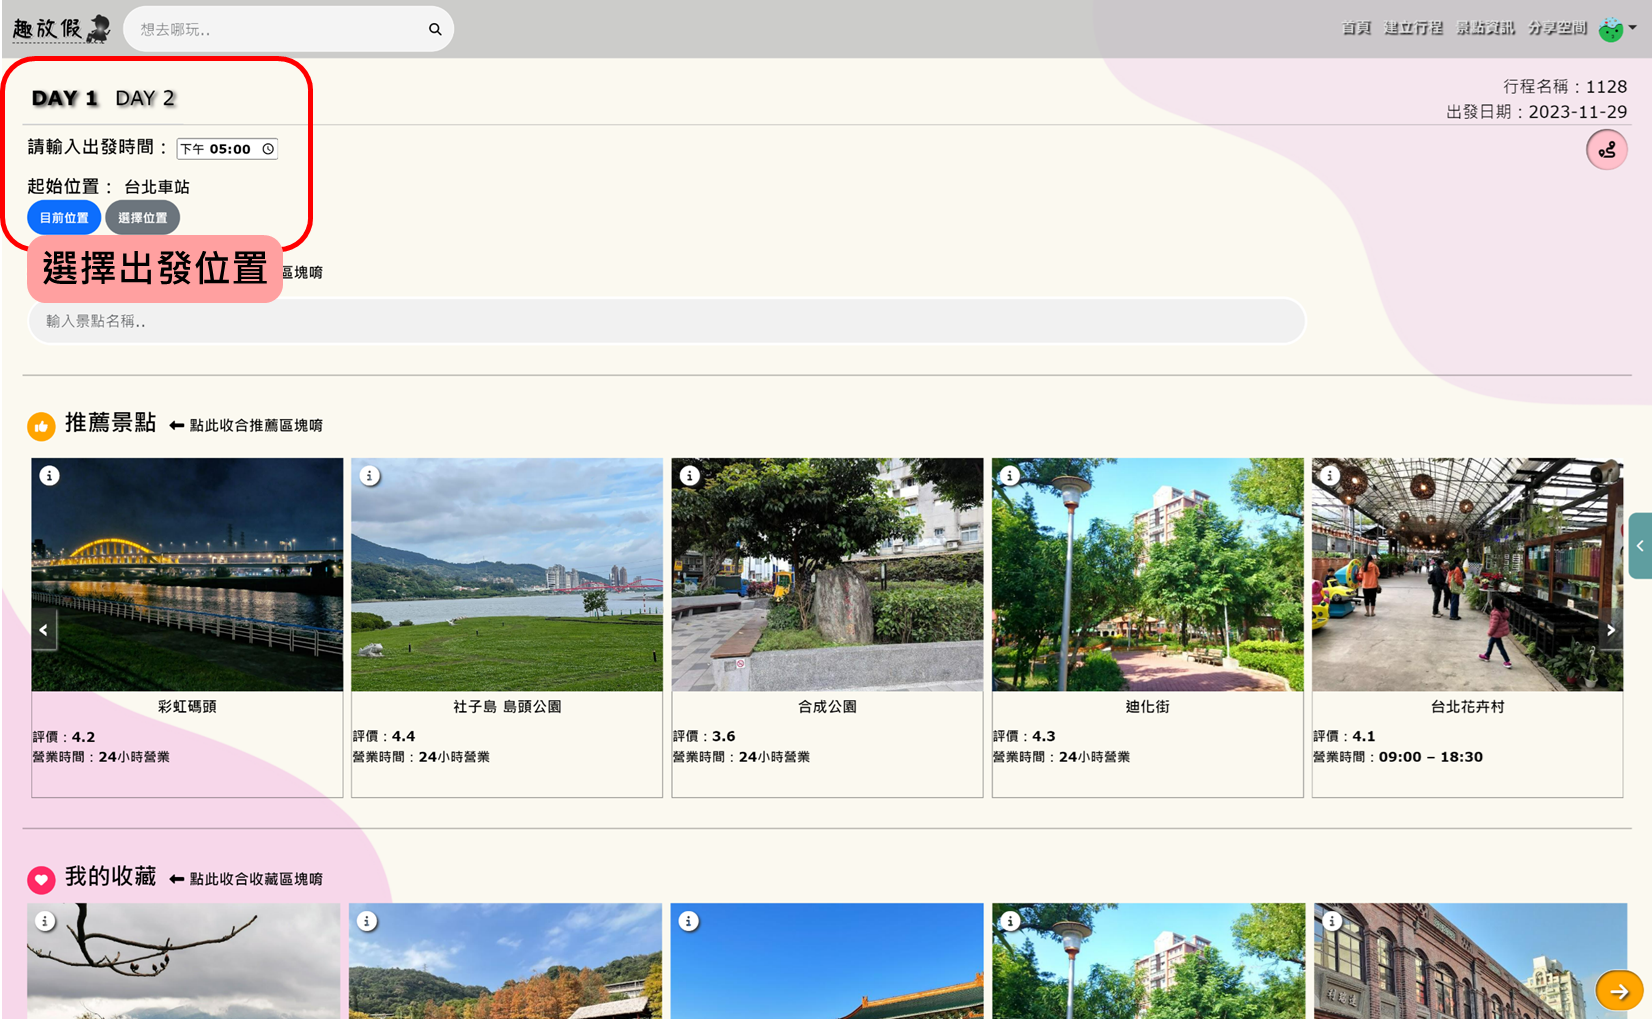 趣放假
想去哪玩..
首頁 建立行程 景點資訊 分享空間
DAY 1 DAY 2
行程名稱：1128
出發日期：2023-11-29
請輸入出發時間： 下午 05:00
起始位置： 台北車站
目前位置 選擇位置
選擇出發位置
區塊唷
輸入景點名稱..
推薦景點 點此收合推薦區塊唷
彩虹碼頭
評價：4.2
營業時間：24小時營業
社子島 島頭公園
評價：4.4
營業時間：24小時營業
合成公園
評價：3.6
營業時間：24小時營業
迪化街
評價：4.3
營業時間：24小時營業
台北花卉村
評價：4.1
營業時間：09:00 – 18:30
我的收藏 點此收合收藏區塊唷